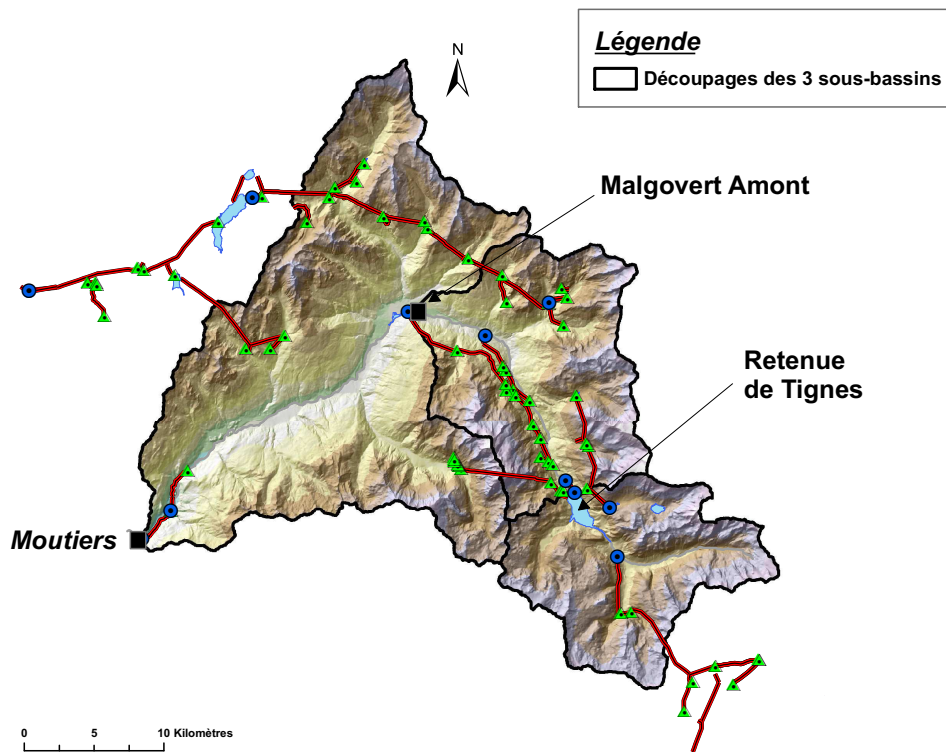 Légende
Découpages des 3 sous-bassins
N
Malgovert Amont
Retenue
de Tignes
Moutiers
0 5 10 Kilomètres